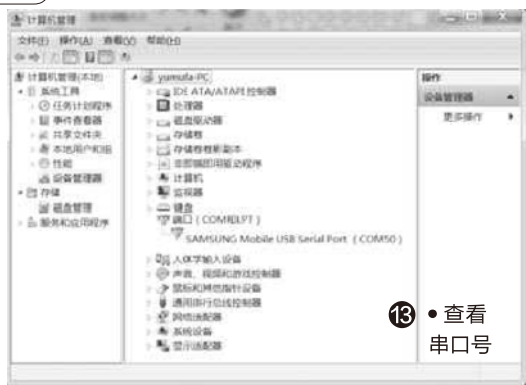 计算机管理
文件(F) 操作(A) 查看(V) 帮助(H)
计算机管理(本地)
系统工具
任务计划程序
事件查看器
共享文件夹
本地用户和组
性能
设备管理器
存储
磁盘管理
服务和应用程序
yumufa-PC
IDE ATA/ATAPI 控制器
处理器
磁盘驱动器
存储卷
存储卷卷影副本
非即插即用驱动程序
计算机
监视器
键盘
端口 ( COM和LPT )
SAMSUNG Mobile USB Serial Port ( COM50 )
人体学输入设备
声音、视频和游戏控制器
鼠标和其他指针设备
通用串行总线控制器
网络适配器
系统设备
显示适配器
操作
设备管理器
更多操作
13 • 查看
串口号